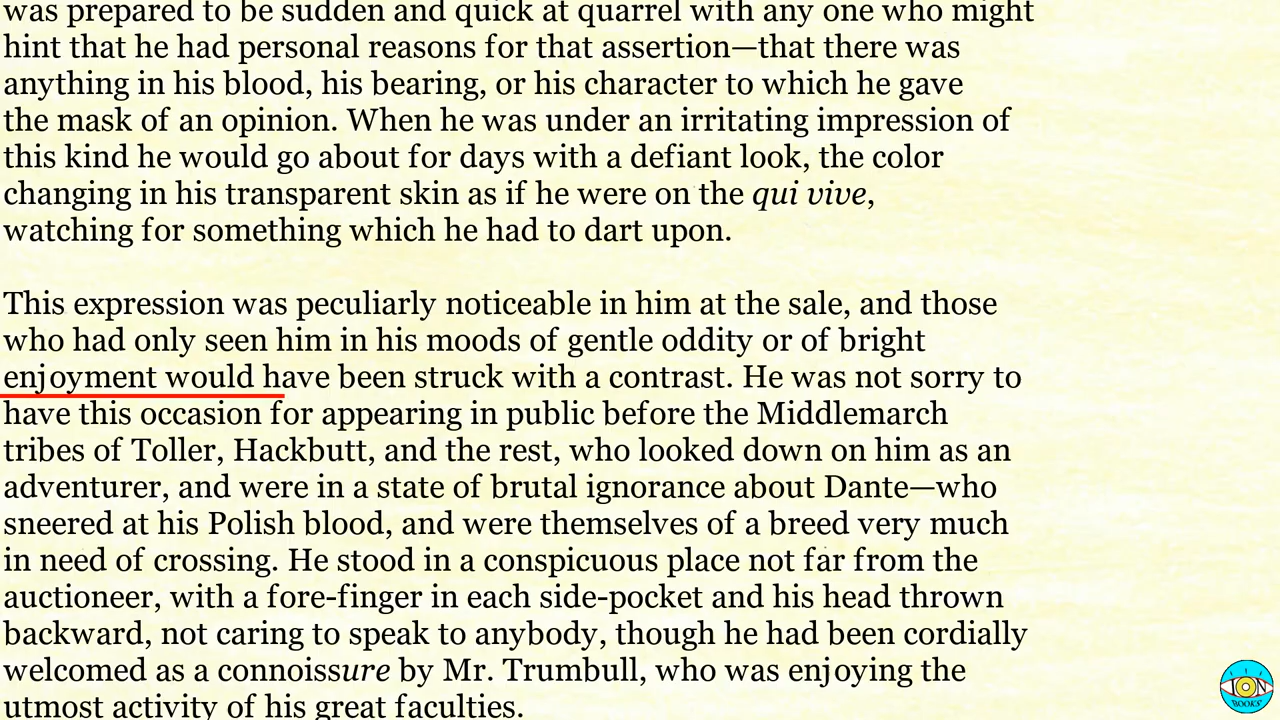 was prepared to be sudden and quick at quarrel with any one who might
hint that he had personal reasons for that assertion—that there was
anything in his blood, his bearing, or his character to which he gave
the mask of an opinion. When he was under an irritating impression of
this kind he would go about for days with a defiant look, the color
changing in his transparent skin as if he were on the qui vive,
watching for something which he had to dart upon.
This expression was peculiarly noticeable in him at the sale, and those
who had only seen him in his moods of gentle oddity or of bright
enjoyment would have been struck with a contrast. He was not sorry to
have this occasion for appearing in public before the Middlemarch
tribes of Toller, Hackbutt, and the rest, who looked down on him as an
adventurer, and were in a state of brutal ignorance about Dante—who
sneered at his Polish blood, and were themselves of a breed very much
in need of crossing. He stood in a conspicuous place not far from the
auctioneer, with a fore-finger in each side-pocket and his head thrown
backward, not caring to speak to anybody, though he had been cordially
welcomed as a connoissure by Mr. Trumbull, who was enjoying the
utmost activity of his great faculties.
ION
BOOKS